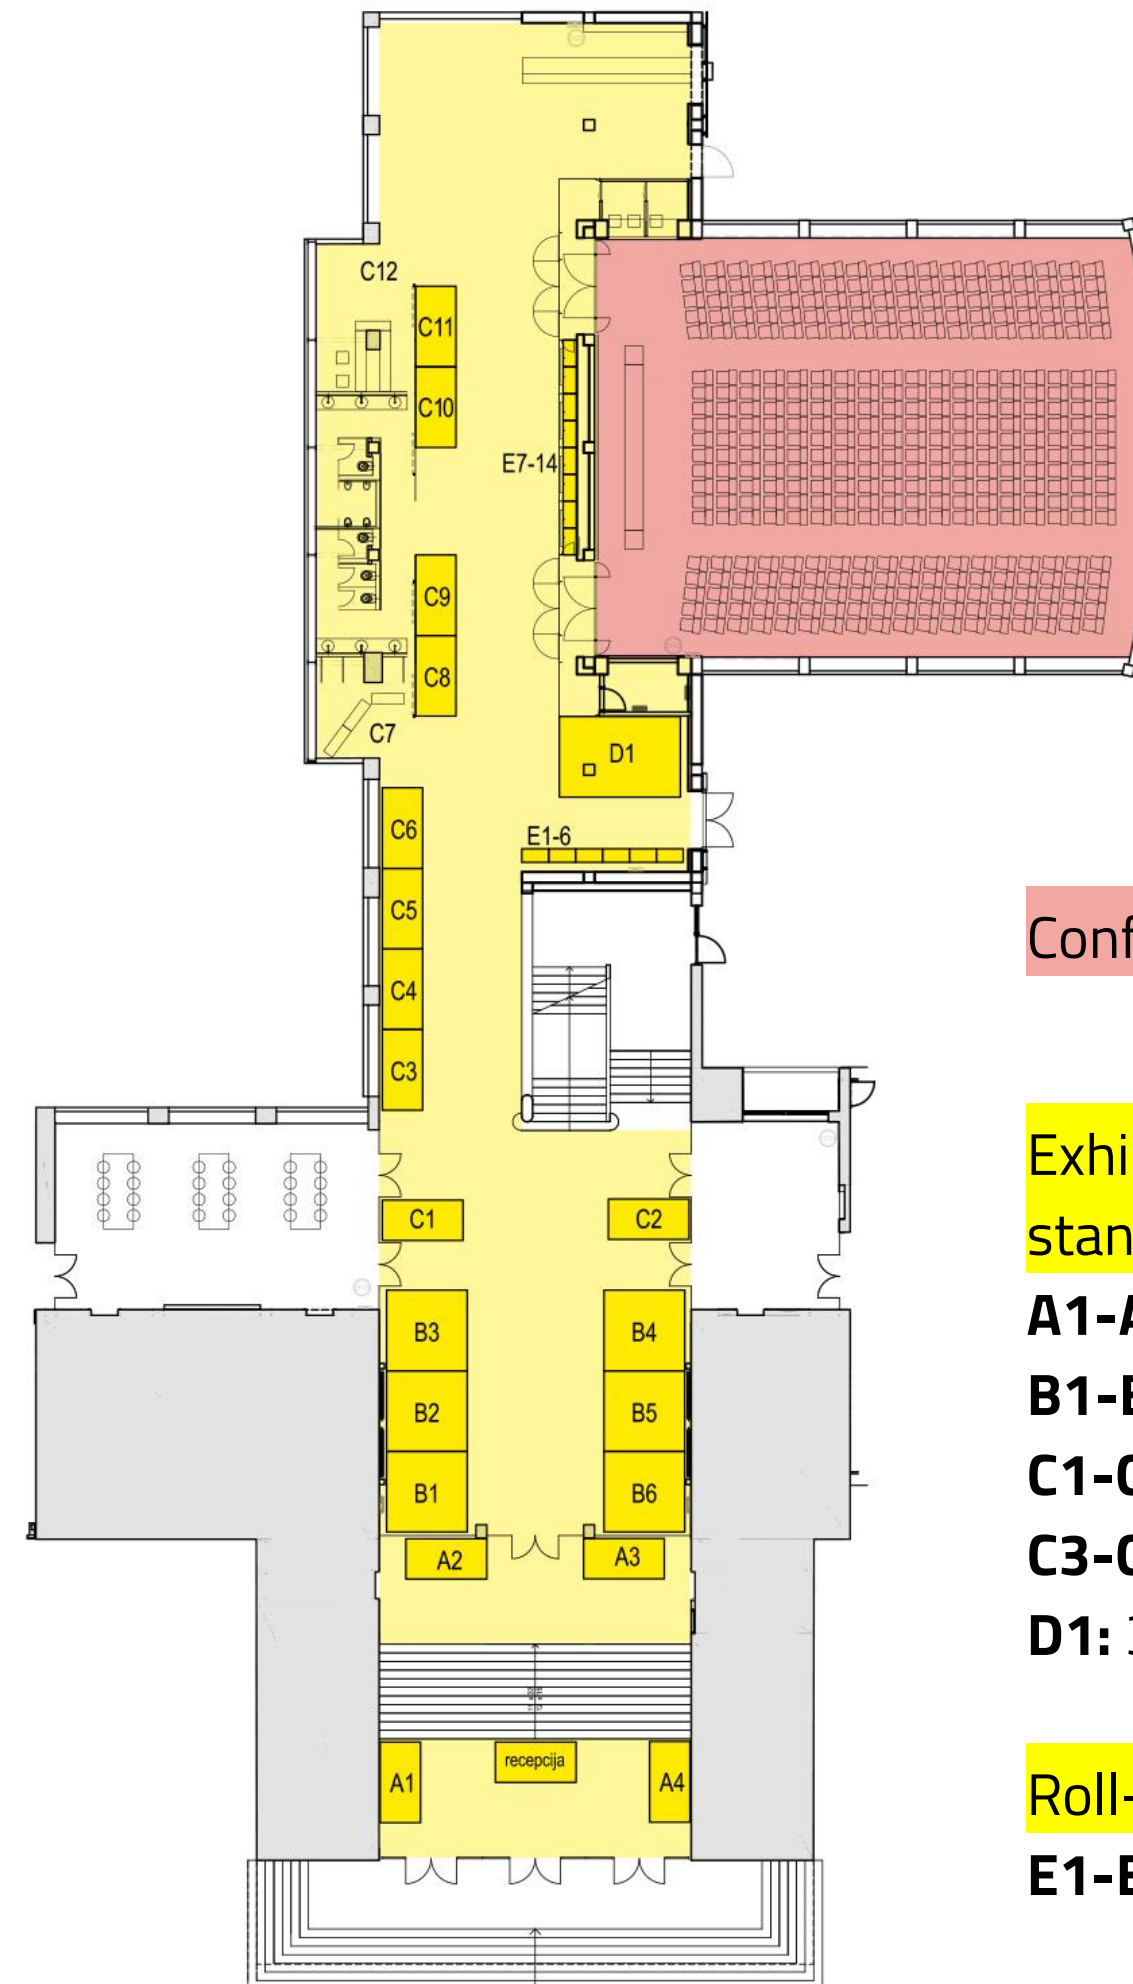 C12
C11
C10
E7-14
C9
C8
C7
D1
C6
E1-6
C5
C4
C3
C1
C2
B3
B4
B2
B5
B1
B6
A2
A3
A1
recepcija
A4
Conf
Exhi
stan
A1-A
B1-B
C1-C
C3-C
D1: 3
Roll-
E1-E